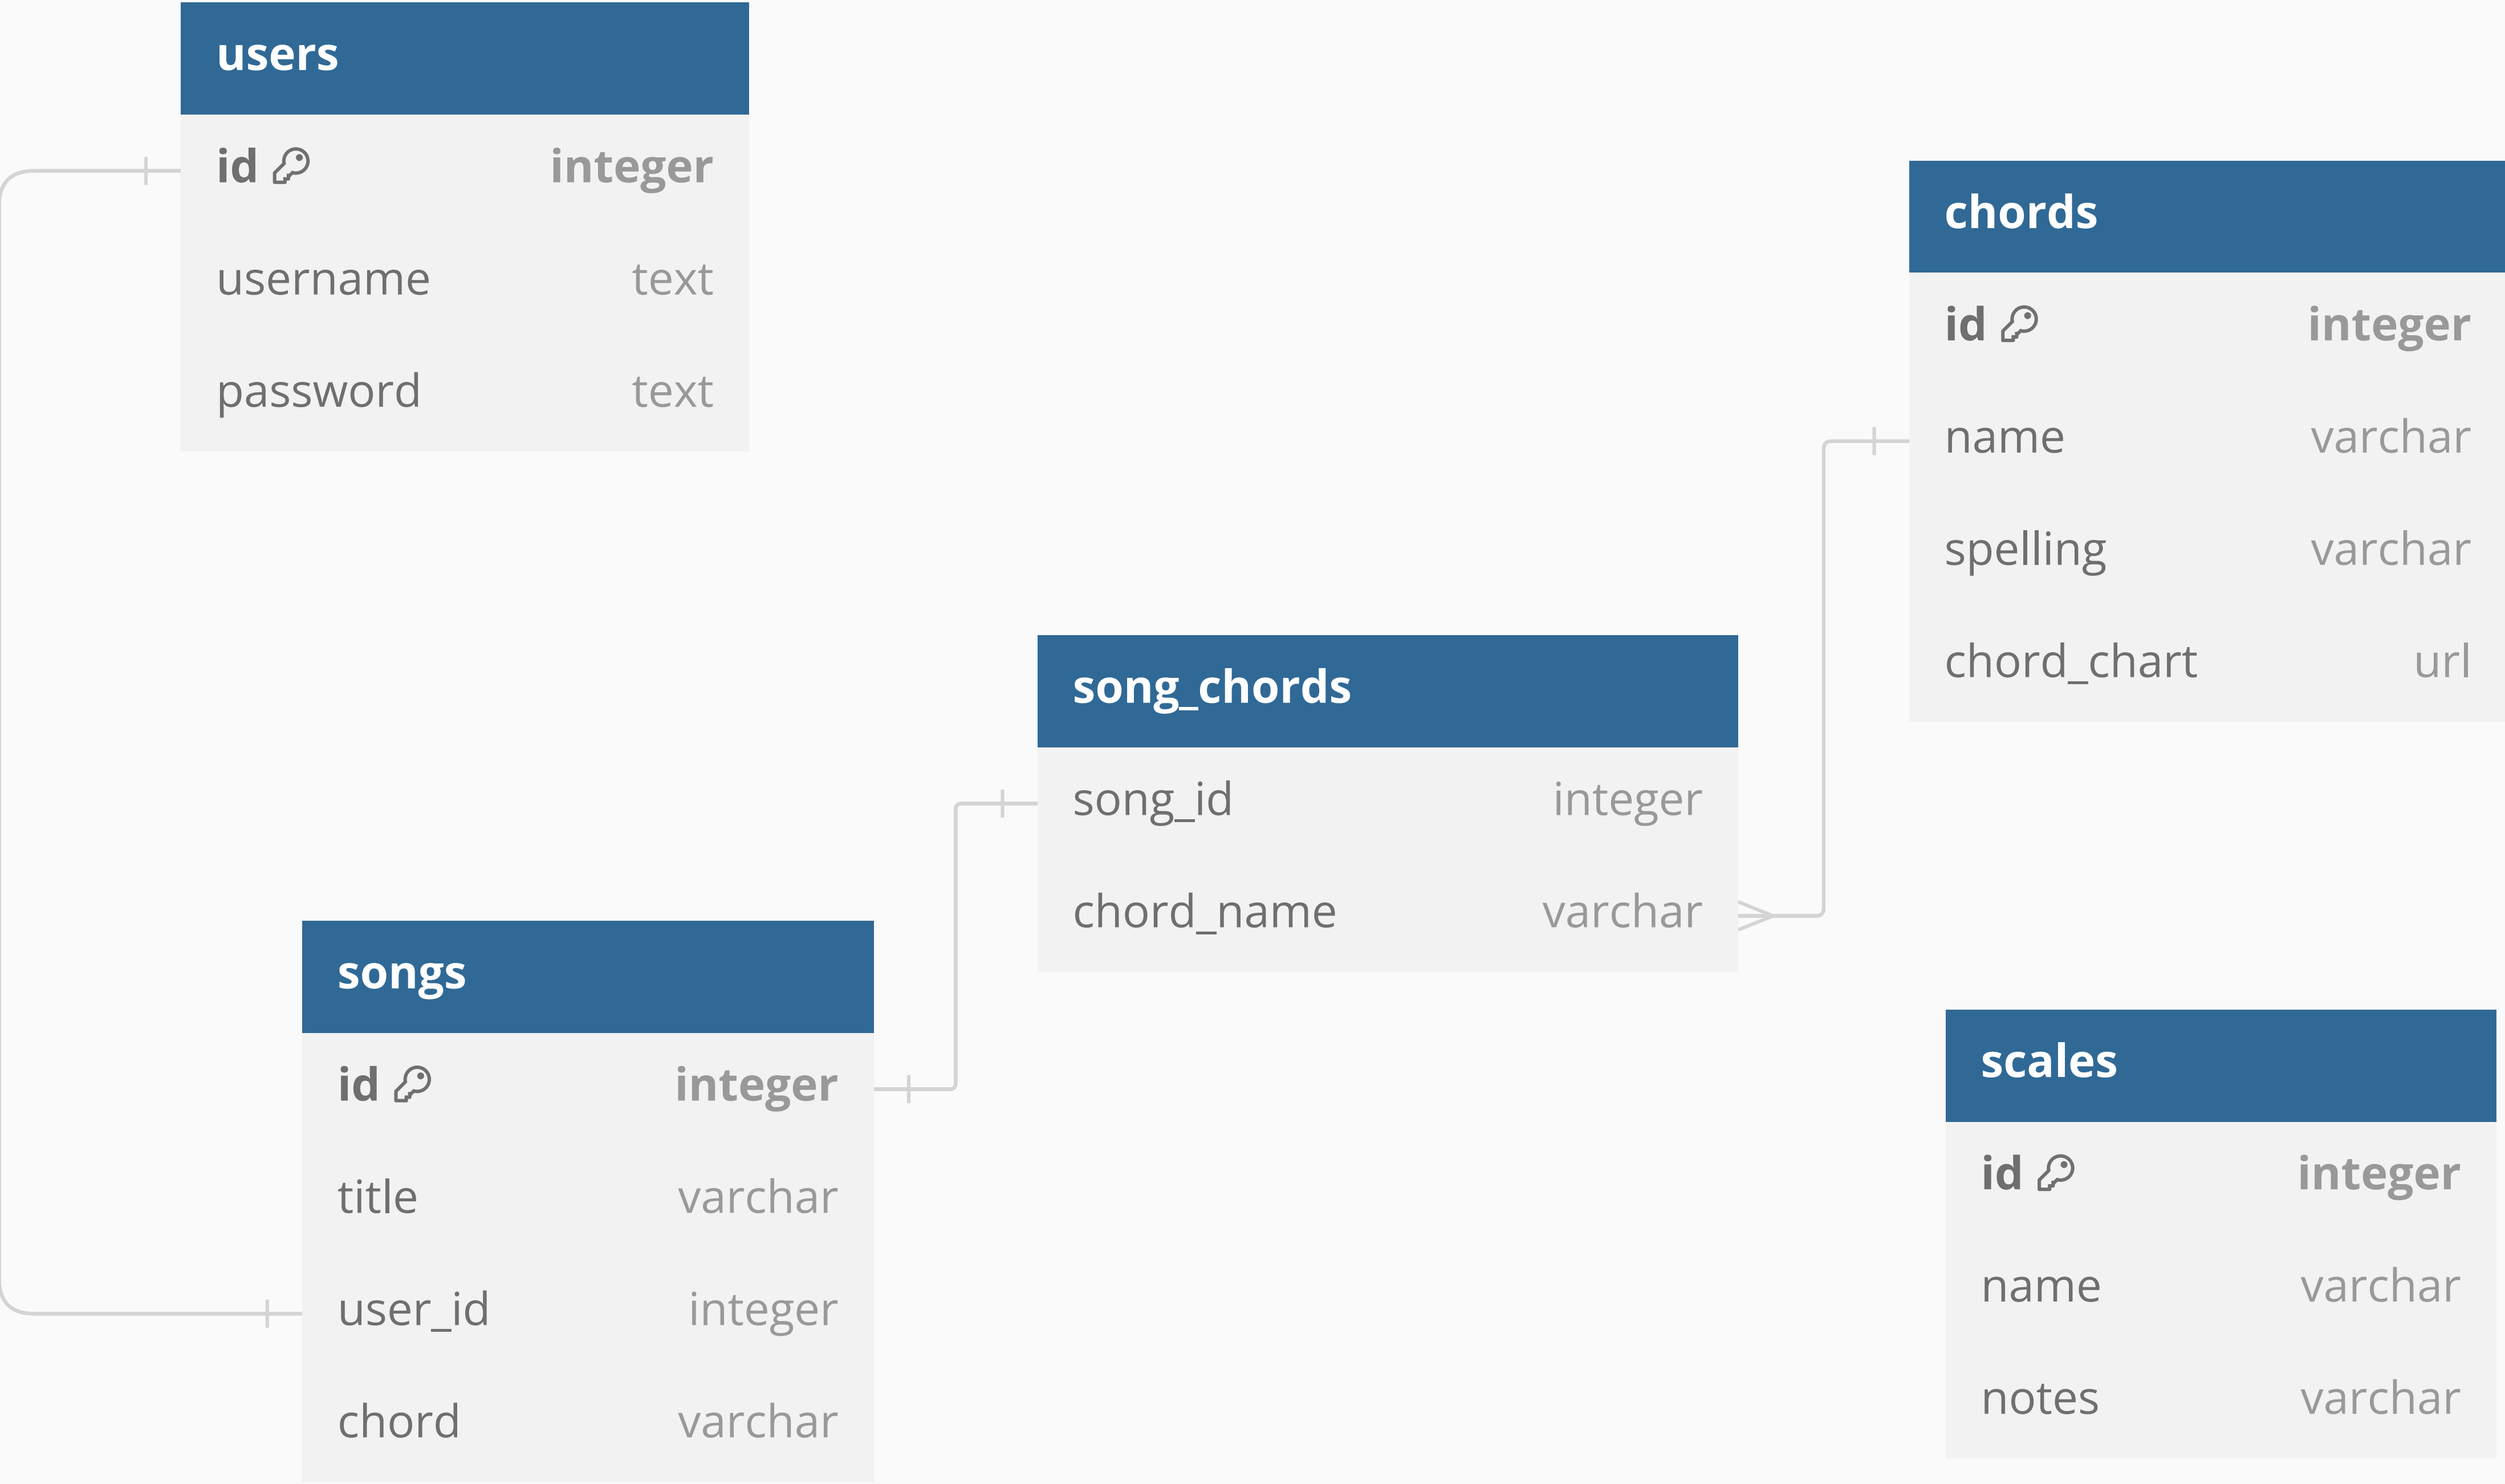 users
id integer
username text
password text
chords
id integer
name varchar
spelling varchar
chord_chart url
song_chords
song_id integer
chord_name varchar
songs
id integer
title varchar
user_id integer
chord varchar
scales
id integer
name varchar
notes varchar